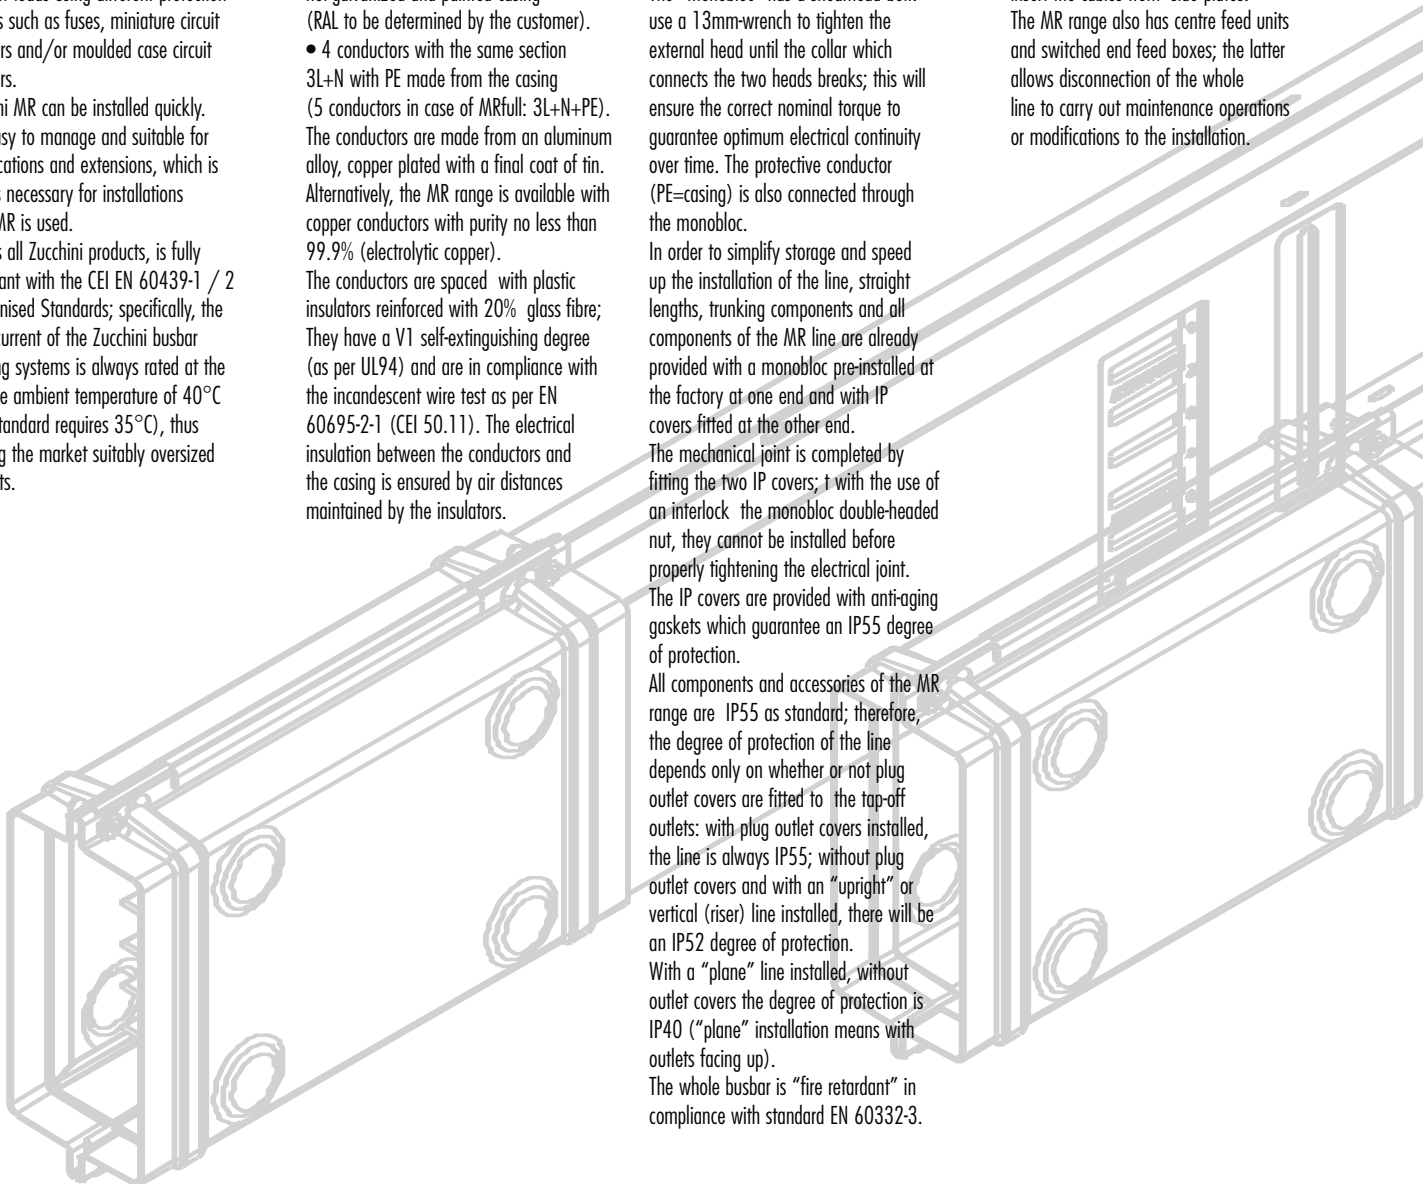 loads using different protection
s such as fuses, miniature circuit
rs and/or moulded case circuit
rs.
ni MR can be installed quickly.
asy to manage and suitable for
cations and extensions, which is
s necessary for installations
MR is used.
s all Zucchini products, is fully
ant with the CEI EN 60439-1 / 2
nised Standards; specifically, the
current of the Zucchini busbar
ng systems is always rated at the
e ambient temperature of 40°C
tandard requires 35°C), thus
g the market suitably oversized
ts.
galvanized and painted casing
(RAL to be determined by the customer).
• 4 conductors with the same section
3L+N with PE made from the casing
(5 conductors in case of MRfull: 3L+N+PE).
The conductors are made from an aluminum
alloy, copper plated with a final coat of tin.
Alternatively, the MR range is available with
copper conductors with purity no less than
99.9% (electrolytic copper).
The conductors are spaced with plastic
insulators reinforced with 20% glass fibre;
They have a V1 self-extinguishing degree
(as per UL94) and are in compliance with
the incandescent wire test as per EN
60695-2-1 (CEI 50.11). The electrical
insulation between the conductors and
the casing is ensured by air distances
maintained by the insulators.
use a 13mm-wrench to tighten the
external head until the collar which
connects the two heads breaks; this will
ensure the correct nominal torque to
guarantee optimum electrical continuity
over time. The protective conductor
(PE=casing) is also connected through
the monobloc.
In order to simplify storage and speed
up the installation of the line, straight
lengths, trunking components and all
components of the MR line are already
provided with a monobloc pre-installed at
the factory at one end and with IP
covers fitted at the other end.
The mechanical joint is completed by
fitting the two IP covers; t with the use of
an interlock the monobloc double-headed
nut, they cannot be installed before
properly tightening the electrical joint.
The IP covers are provided with anti-aging
gaskets which guarantee an IP55 degree
of protection.
All components and accessories of the MR
range are IP55 as standard; therefore,
the degree of protection of the line
depends only on whether or not plug
outlet covers are fitted to the tap-off
outlets: with plug outlet covers installed,
the line is always IP55; without plug
outlet covers and with an “upright” or
vertical (riser) line installed, there will be
an IP52 degree of protection.
With a “plane” line installed, without
outlet covers the degree of protection is
IP40 (“plane” installation means with
outlets facing up).
The whole busbar is “fire retardant” in
compliance with standard EN 60332-3.
The MR range also has centre feed units
and switched end feed boxes; the latter
allows disconnection of the whole
line to carry out maintenance operations
or modifications to the installation.